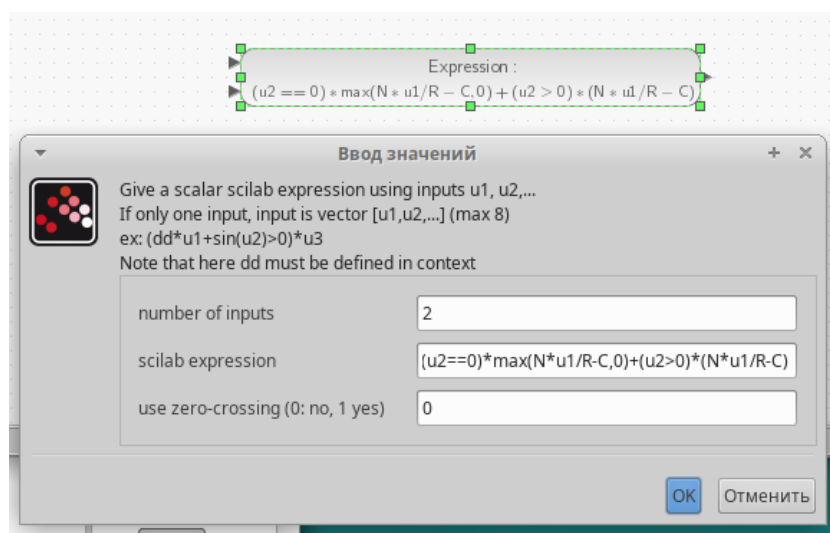 Expression :
(u2 == 0) ∗ max(N ∗ u1/R − C, 0) + (u2 > 0) ∗ (N ∗ u1/R − C)
Ввод значений
Give a scalar scilab expression using inputs u1, u2,...
If only one input, input is vector [u1,u2,...] (max 8)
ex: (dd*u1+sin(u2)>0)*u3
Note that here dd must be defined in context
number of inputs
2
scilab expression
(u2==0)*max(N*u1/R-C,0)+(u2>0)*(N*u1/R-C)
use zero-crossing (0: no, 1 yes)
0
OK
Отменить